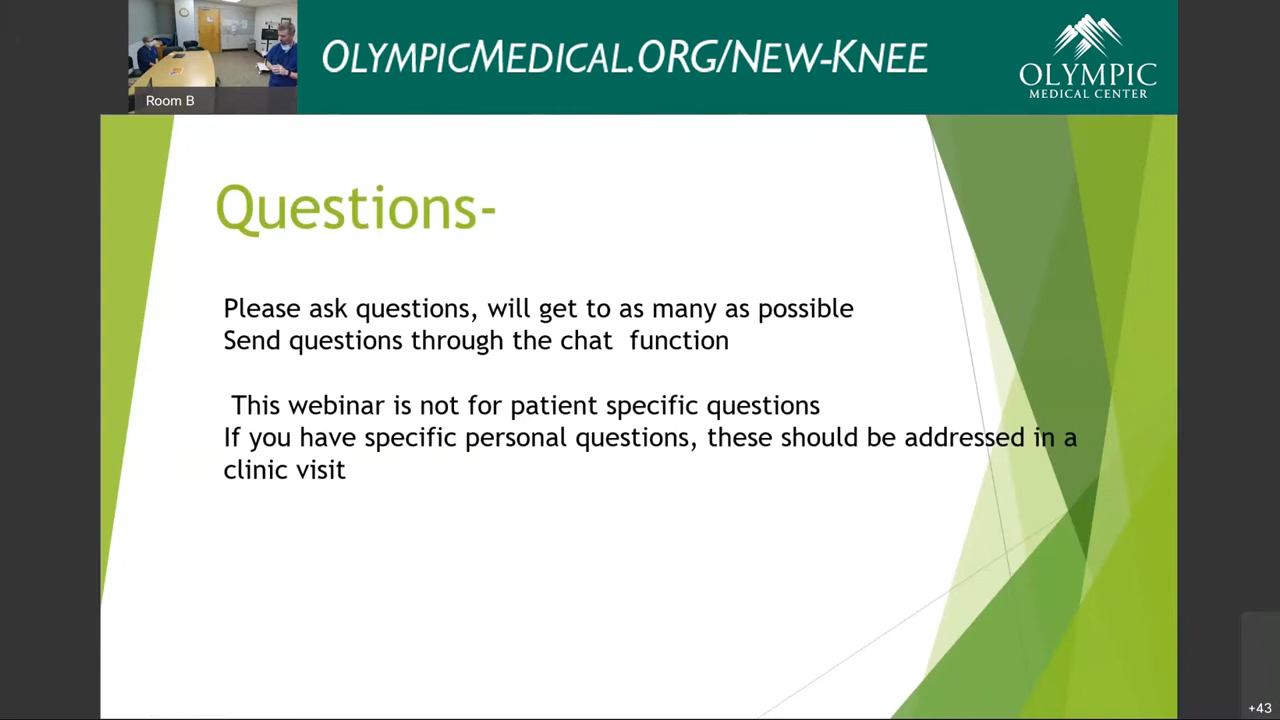 OLYMPICMEDICAL.ORG/NEW-KNEE
OLYMPIC
MEDICAL CENTER
Room B
Questions-
Please ask questions, will get to as many as possible
Send questions through the chat  function
This webinar is not for patient specific questions
If you have specific personal questions, these should be addressed in a
clinic visit
+43